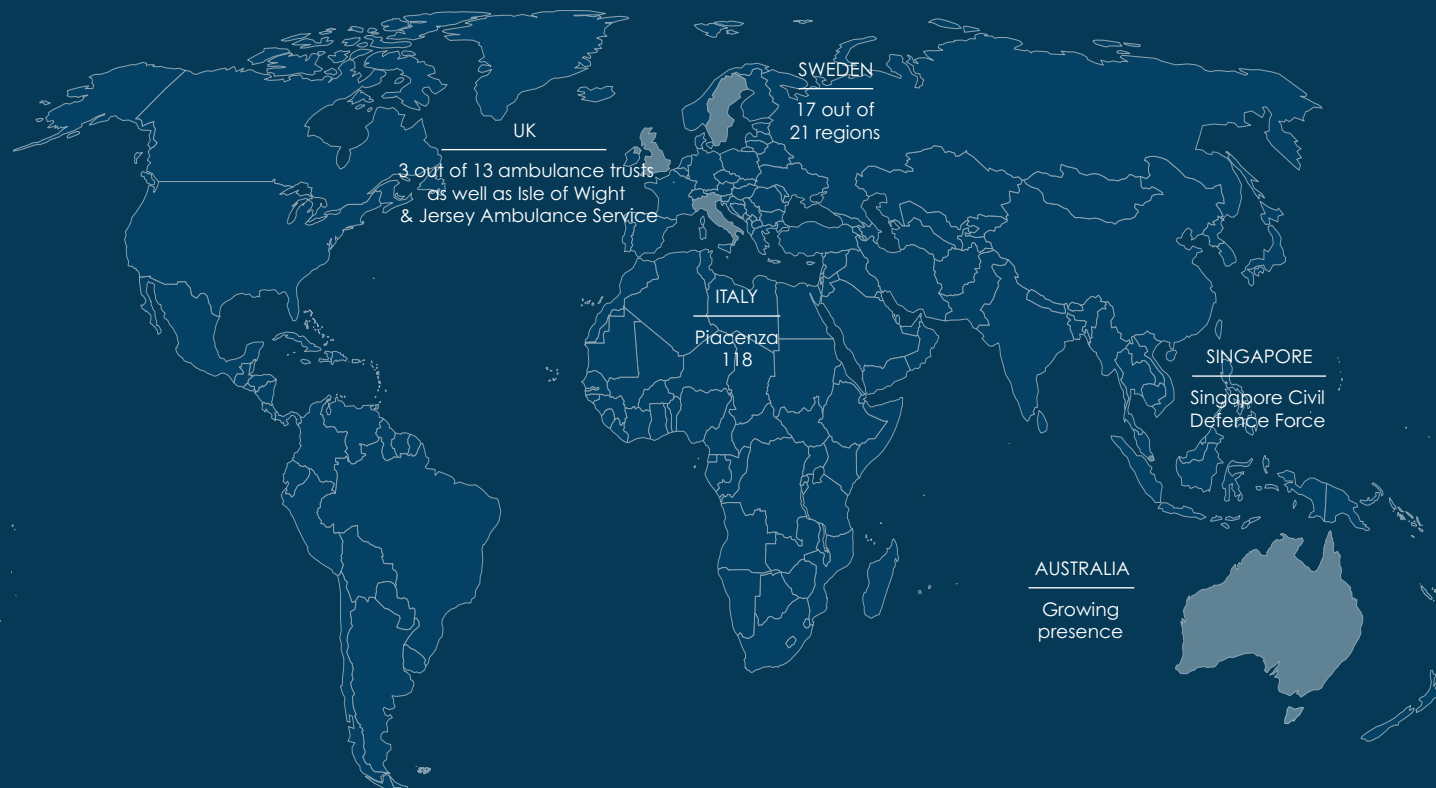 SWEDEN
17 out of
21 regions
UK
3 out of 13 ambulance trusts
as well as Isle of Wight
& Jersey Ambulance Service
ITALY
Piacenza
118
SINGAPORE
Singapore Civil
Defence Force
AUSTRALIA
Growing
presence